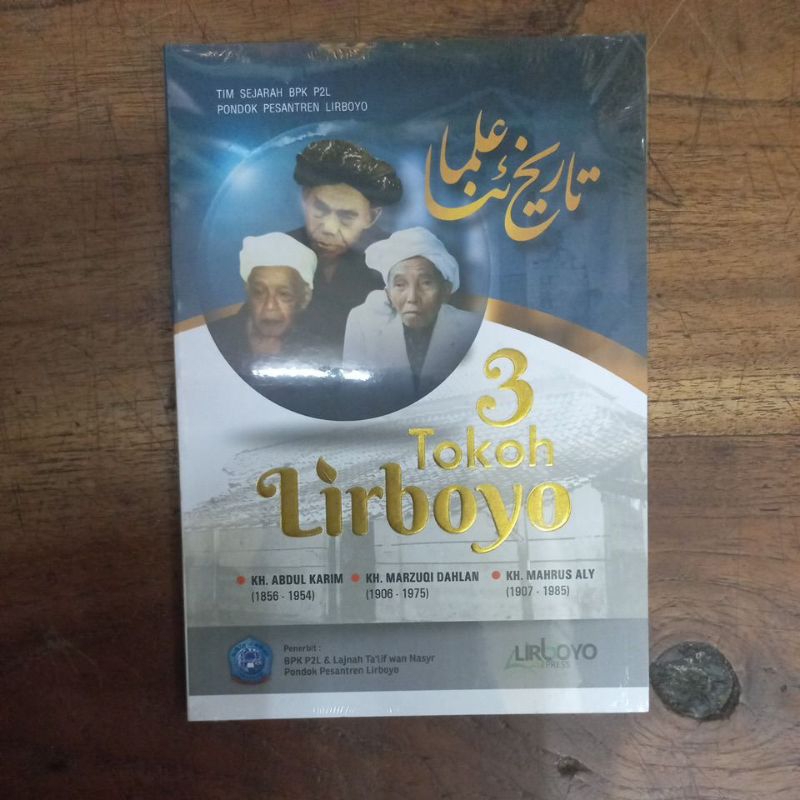 TIM SEJARAH BPK P2L
PONDOK PESANTREN LIRBOYO
تاريخ علمائنا
3
Tokoh
Lirboyo
KH. ABDUL KARIM
(1856 - 1954)
KH. MARZUQI DAHLAN
(1906 - 1975)
KH. MAHRUS ALY
(1907 - 1985)
Penerbit :
BPK P2L & Lajnah Ta'lif wan Nasyr
Pondok Pesantren Lirboyo
LIRBOYO
PRESS